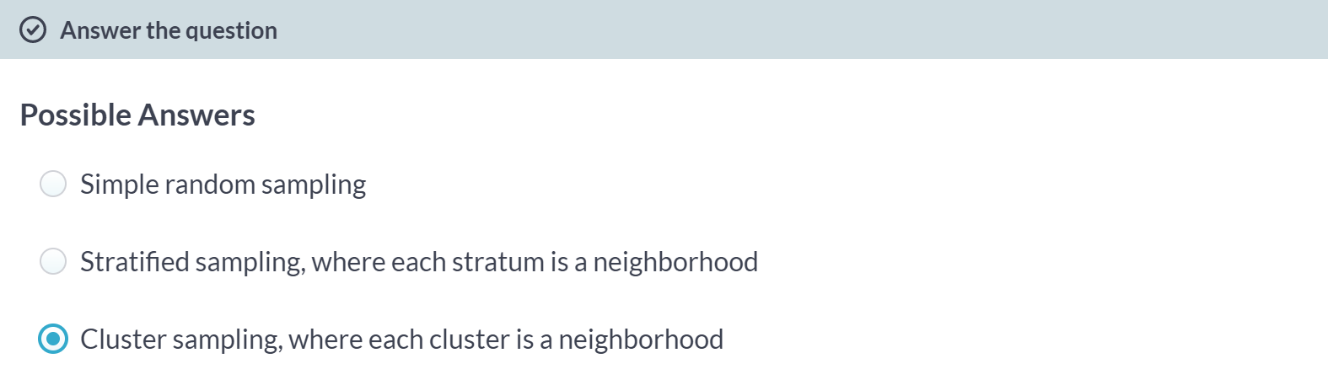 Answer the question
Possible Answers
Simple random sampling
Stratified sampling, where each stratum is a neighborhood
Cluster sampling, where each cluster is a neighborhood